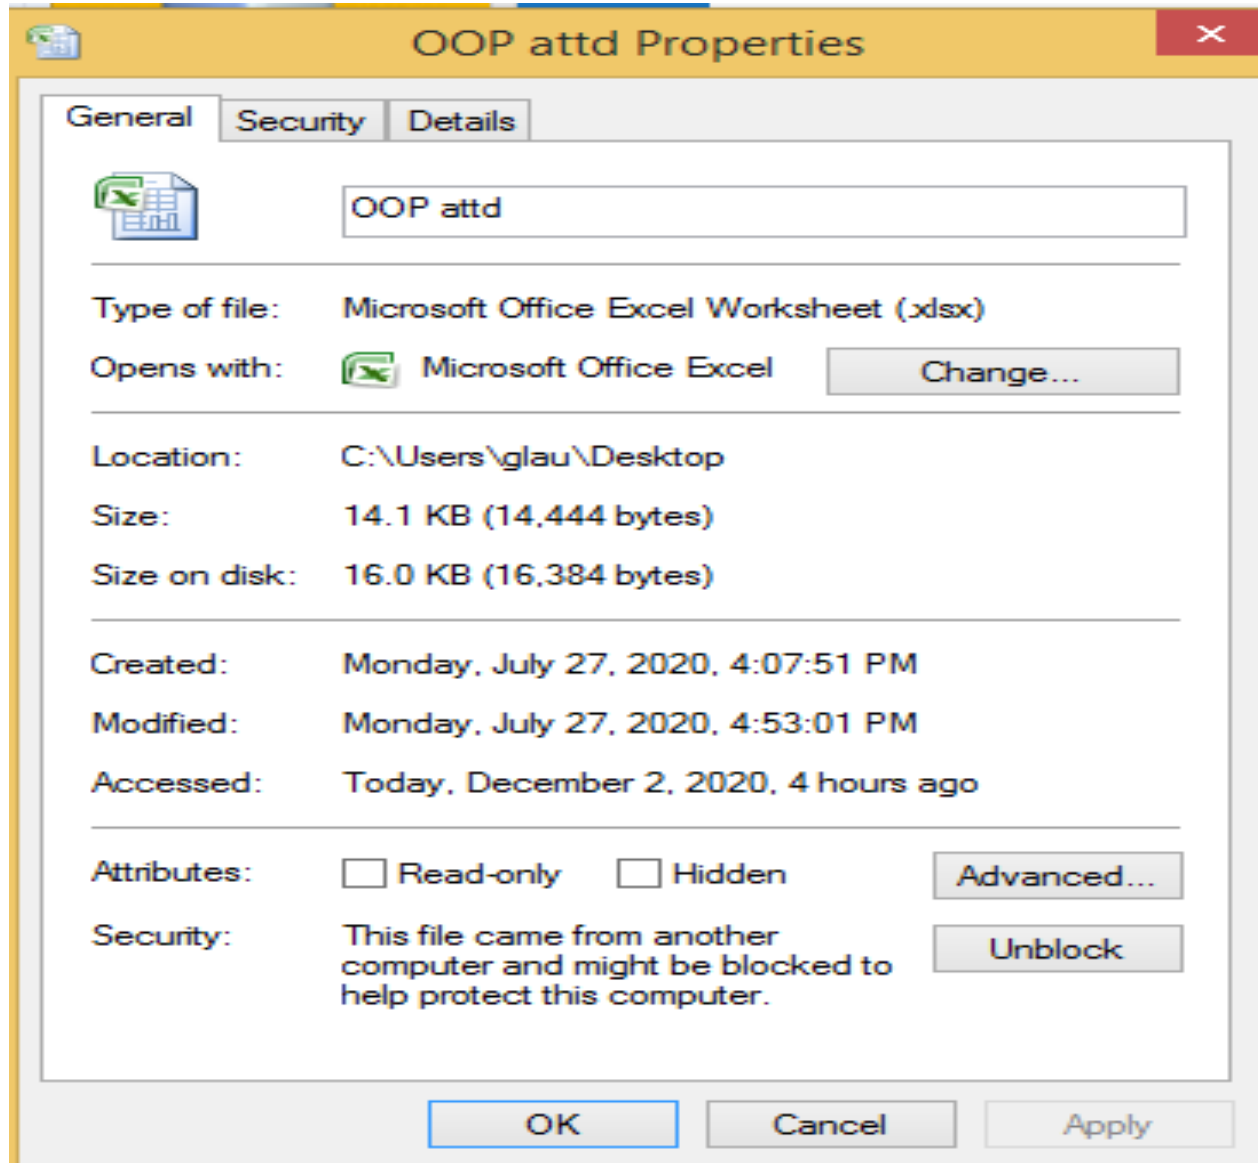 OOP attd Properties
General Security Details
OOP attd
Type of file: Microsoft Office Excel Worksheet (.xlsx)
Opens with: Microsoft Office Excel Change...
Location: C:\Users\glau\Desktop
Size: 14.1 KB (14,444 bytes)
Size on disk: 16.0 KB (16,384 bytes)
Created: Monday, July 27, 2020, 4:07:51 PM
Modified: Monday, July 27, 2020, 4:53:01 PM
Accessed: Today, December 2, 2020, 4 hours ago
Attributes: Read-only Hidden Advanced...
Security: This file came from another
computer and might be blocked to
help protect this computer.
Unblock
OK Cancel Apply